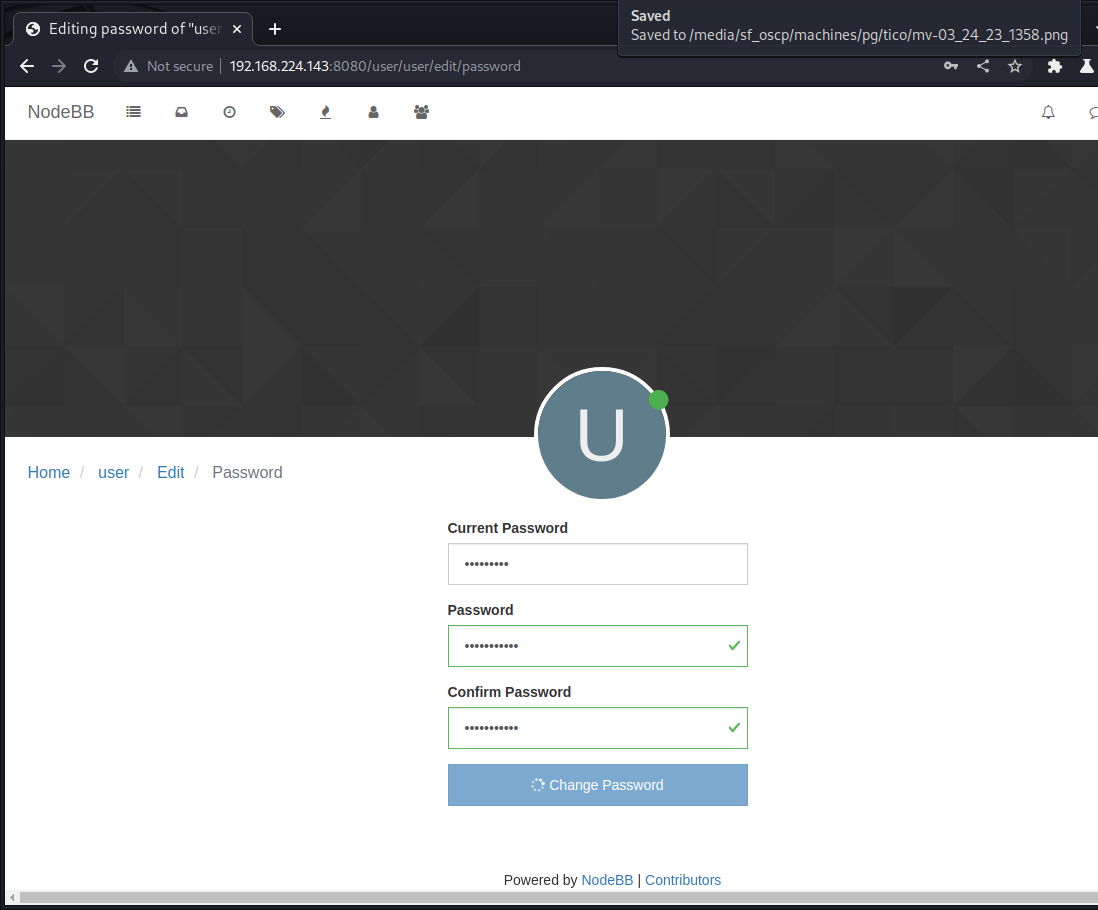 Editing password of "user
Saved
Saved to /media/sf_oscp/machines/pg/tico/mv-03_24_23_1358.png
Not secure
192.168.224.143:8080/user/user/edit/password
NodeBB
U
Home / user / Edit / Password
Current Password
•••••••••
Password
•••••••••••
Confirm Password
•••••••••••
Change Password
Powered by NodeBB | Contributors